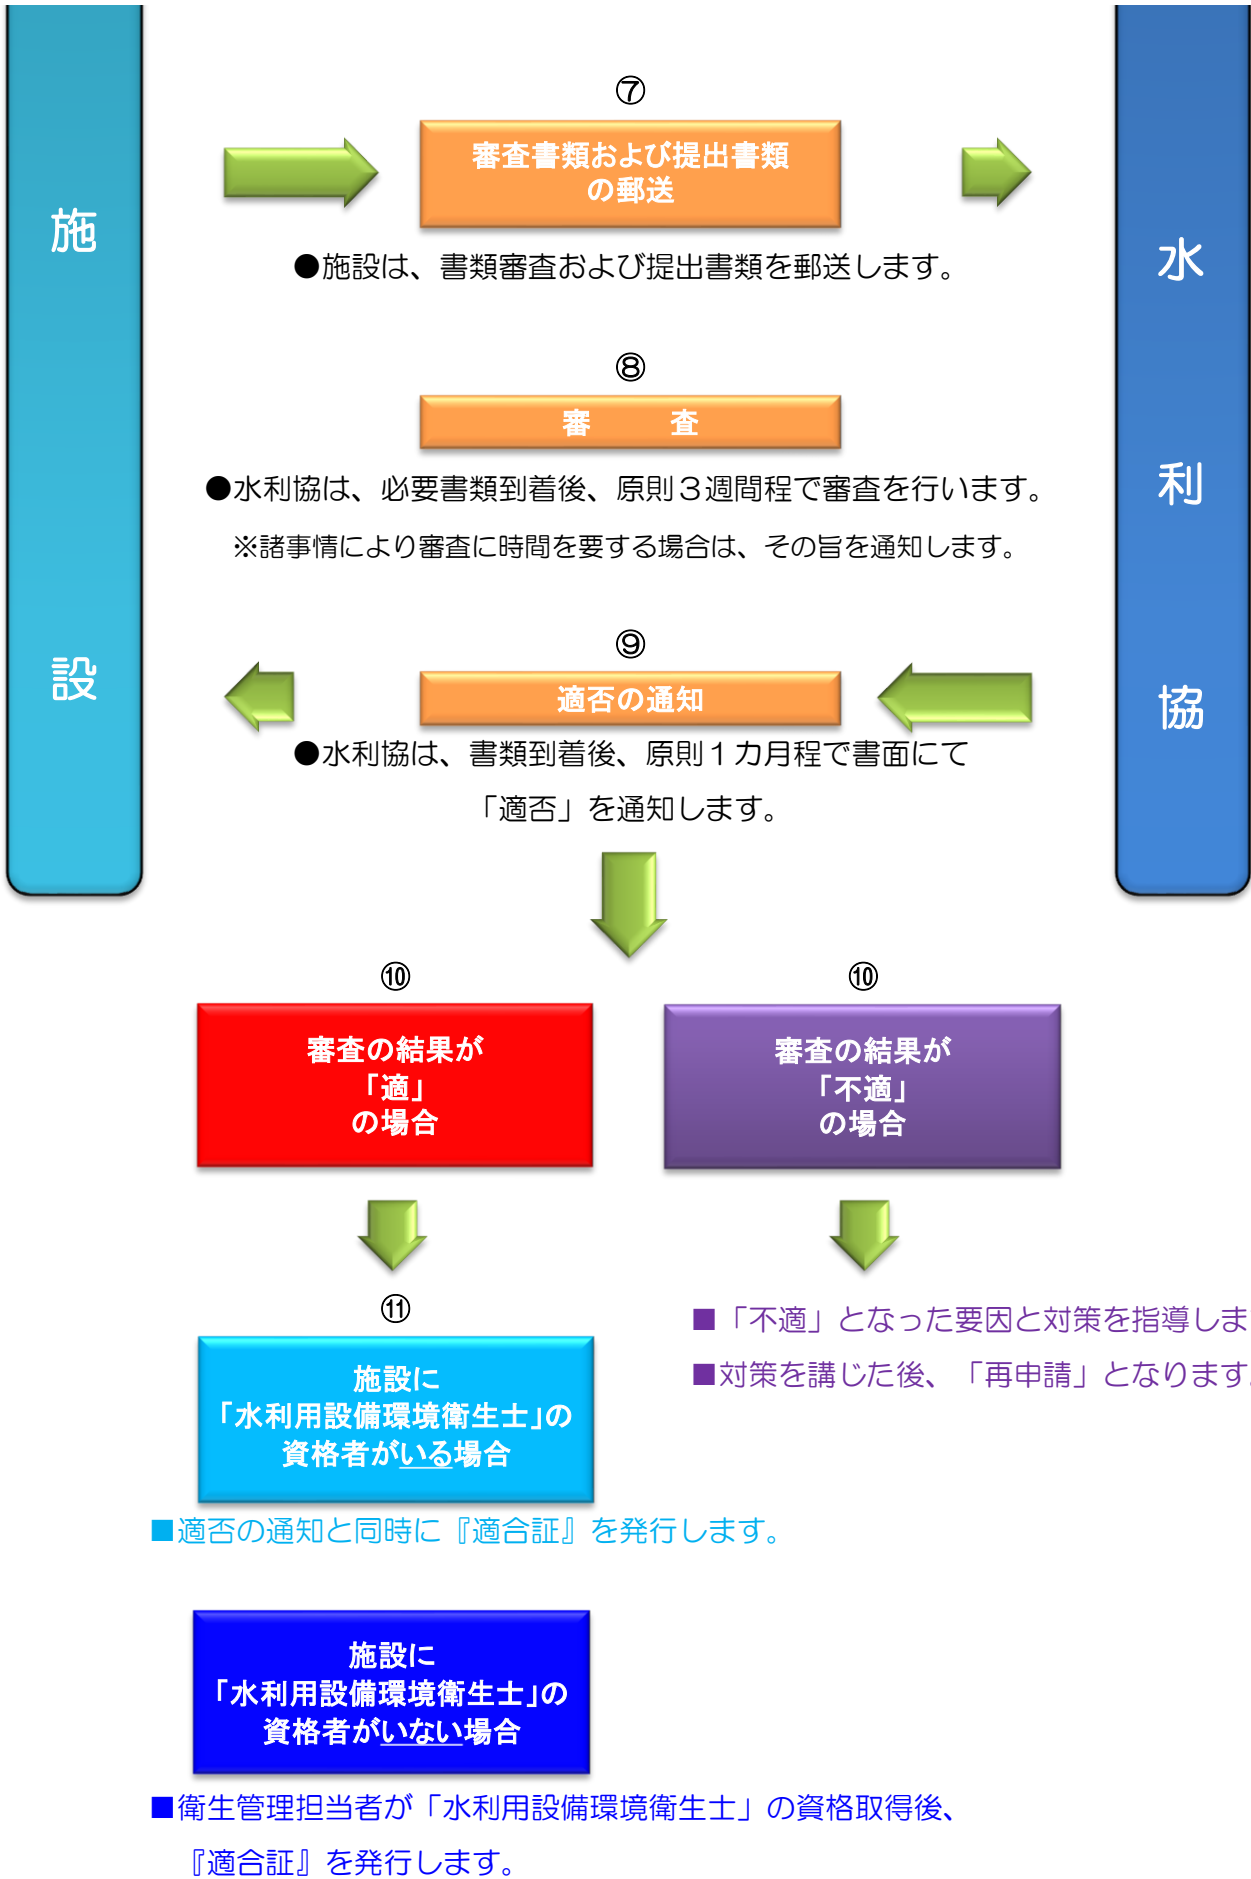 施
設
水
利
協
⑦
審査書類および提出書類
の郵送
●施設は、書類審査および提出書類を郵送します。
⑧
審　　査
●水利協は、必要書類到着後、原則３週間程で審査を行います。
※諸事情により審査に時間を要する場合は、その旨を通知します。
⑨
適否の通知
●水利協は、書類到着後、原則１カ月程で書面にて
「適否」を通知します。
⑩
審査の結果が
「適」
の場合
⑩
審査の結果が
「不適」
の場合
⑪
施設に
「水利用設備環境衛生士」の
資格者がいる場合
■「不適」となった要因と対策を指導しま
■対策を講じた後、「再申請」となります。
■適否の通知と同時に『適合証』を発行します。
施設に
「水利用設備環境衛生士」の
資格者がいない場合
■衛生管理担当者が「水利用設備環境衛生士」の資格取得後、
『適合証』を発行します。